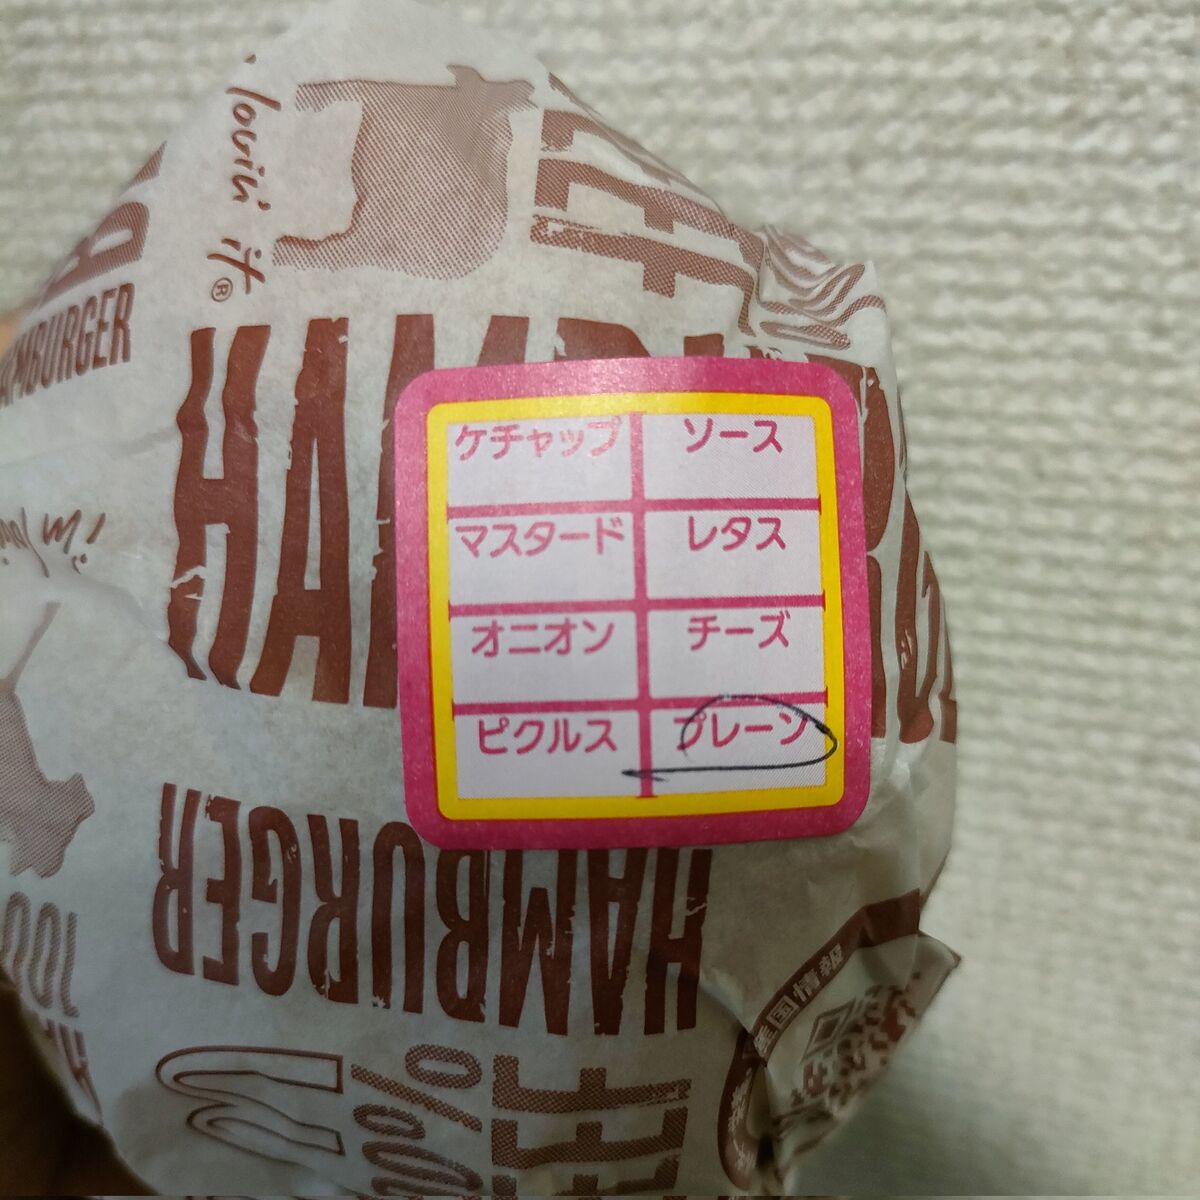 lovin' it®
HAMBURGER
HAMBURGER
i'm
ケチャップ ソース
マスタード レタス
オニオン チーズ
ピクルス プレーン
HAMBURGER
100%